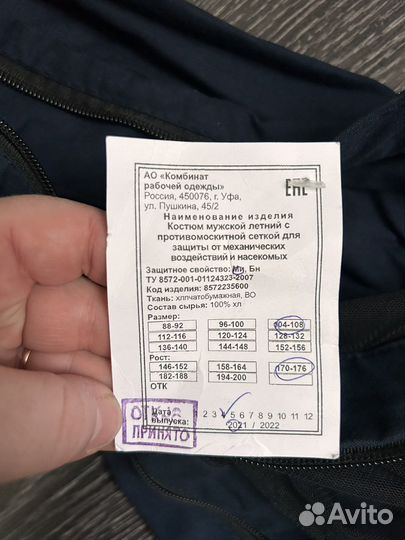 АО «Комбинат
рабочей одежды»
Россия, 450076, г. Уфа,
ул. Пушкина, 45/2
ЕАС
Наименование изделия
Костюм мужской летний с
противомоскитной сеткой для
защиты от механических
воздействий и насекомых
Защитное свойство: Ми, Бн
ТУ 8572-001-01124323-2007
Код изделия: 8572235600
Ткань: хлпчатобумажная, ВО
Состав сырья: 100% хл
Размер:
88-92 96-100 104-108
112-116 120-124 128-132
136-140 144-148 152-156
Рост:
146-152 158-164 170-176
182-188 194-200
ОТК
Дата 1 2 3 4 5 6 7 8 9 10 11 12
выпуска: 2021 / 2022
ПРИНЯТО
Avito